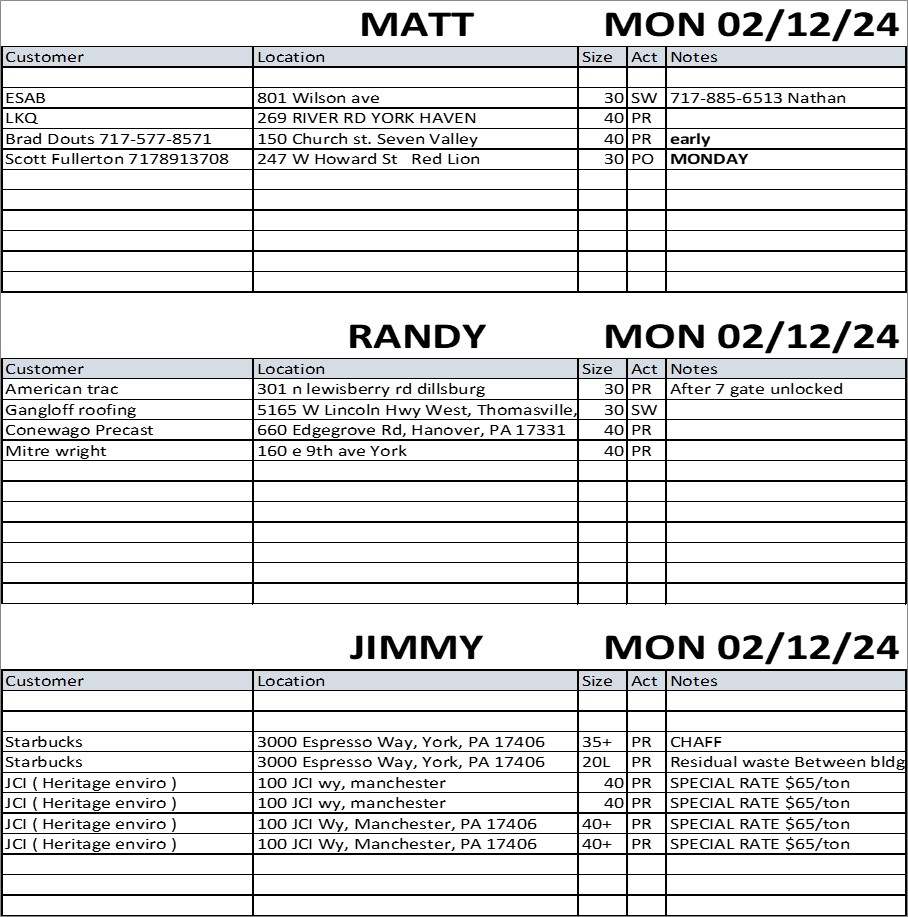 MATT MON 02/12/24
Customer Location Size Act Notes
ESAB 801 Wilson ave 30 SW 717-885-6513 Nathan
LKQ 269 RIVER RD YORK HAVEN 40 PR
Brad Douts 717-577-8571 150 Church st. Seven Valley 40 PR early
Scott Fullerton 7178913708 247 W Howard St Red Lion 30 PO MONDAY
RANDY MON 02/12/24
Customer Location Size Act Notes
American trac 301 n lewisberry rd dillsburg 30 PR After 7 gate unlocked
Gangloff roofing 5165 W Lincoln Hwy West, Thomasville, 30 SW
Conewago Precast 660 Edgegrove Rd, Hanover, PA 17331 40 PR
Mitre wright 160 e 9th ave York 40 PR
JIMMY MON 02/12/24
Customer Location Size Act Notes
Starbucks 3000 Espresso Way, York, PA 17406 35+ PR CHAFF
Starbucks 3000 Espresso Way, York, PA 17406 20L PR Residual waste Between bldg
JCI ( Heritage enviro ) 100 JCI wy, manchester 40 PR SPECIAL RATE $65/ton
JCI ( Heritage enviro ) 100 JCI wy, manchester 40 PR SPECIAL RATE $65/ton
JCI ( Heritage enviro ) 100 JCI Wy, Manchester, PA 17406 40+ PR SPECIAL RATE $65/ton
JCI ( Heritage enviro ) 100 JCI Wy, Manchester, PA 17406 40+ PR SPECIAL RATE $65/ton